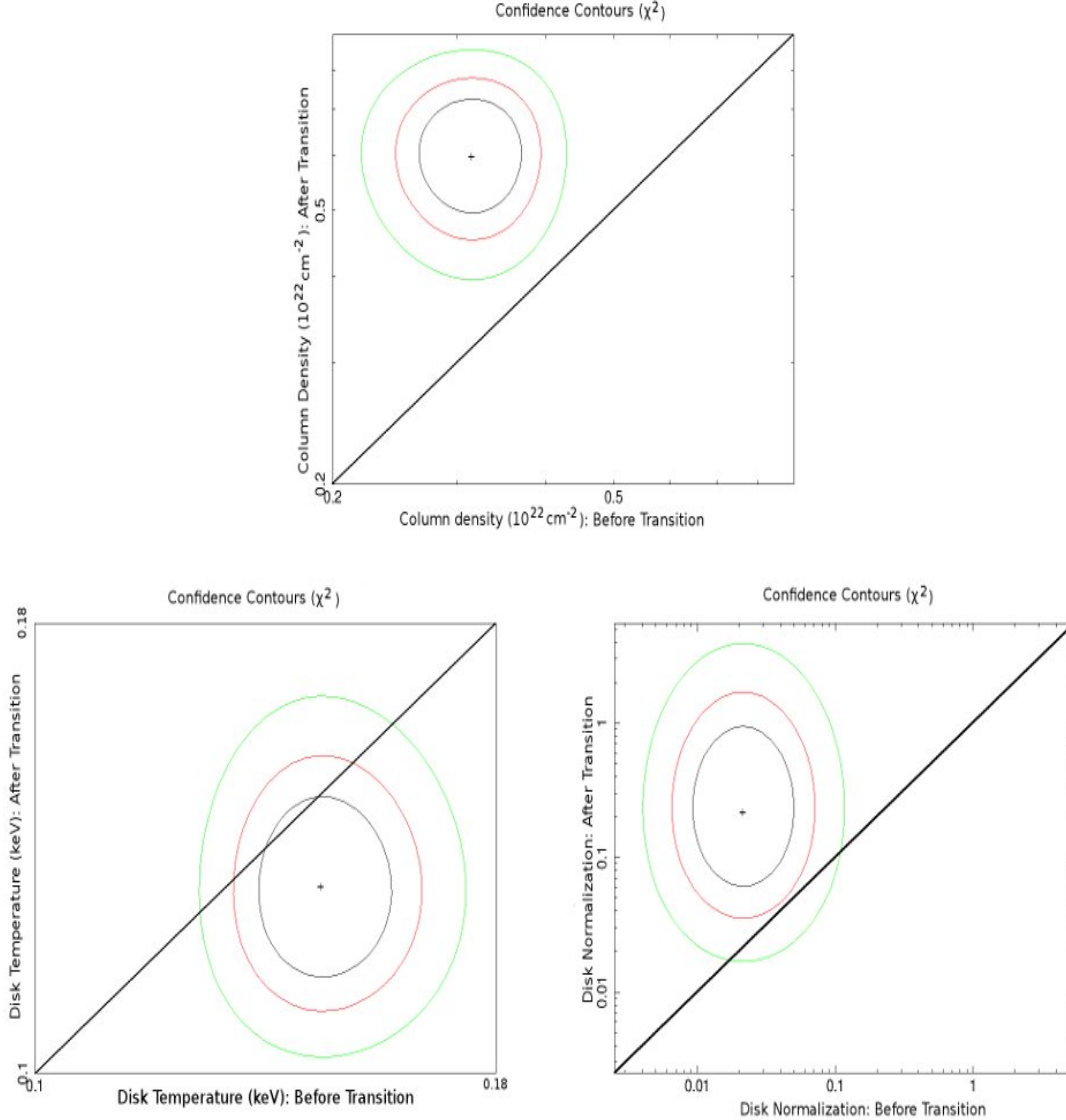 Confidence Contours (χ²)
Column Density (10²² cm⁻²): After Transition
0.5
0.2
0.2
0.5
Column density (10²² cm⁻²): Before Transition
Confidence Contours (χ²)
Disk Temperature (keV): After Transition
0.18
0.1
0.1
0.18
Disk Temperature (keV): Before Transition
Confidence Contours (χ²)
Disk Normalization: After Transition
1
0.1
0.01
0.01
0.1
1
Disk Normalization: Before Transition